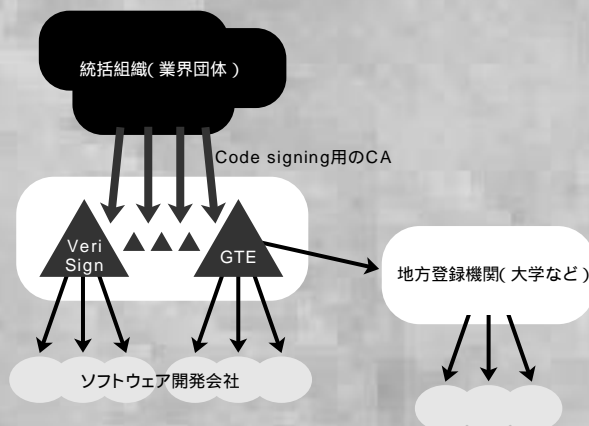 統括組織(業界団体)
Code signing用のCA
Veri
Sign
GTE
地方登録機関(大学など)
ソフトウェア開発会社